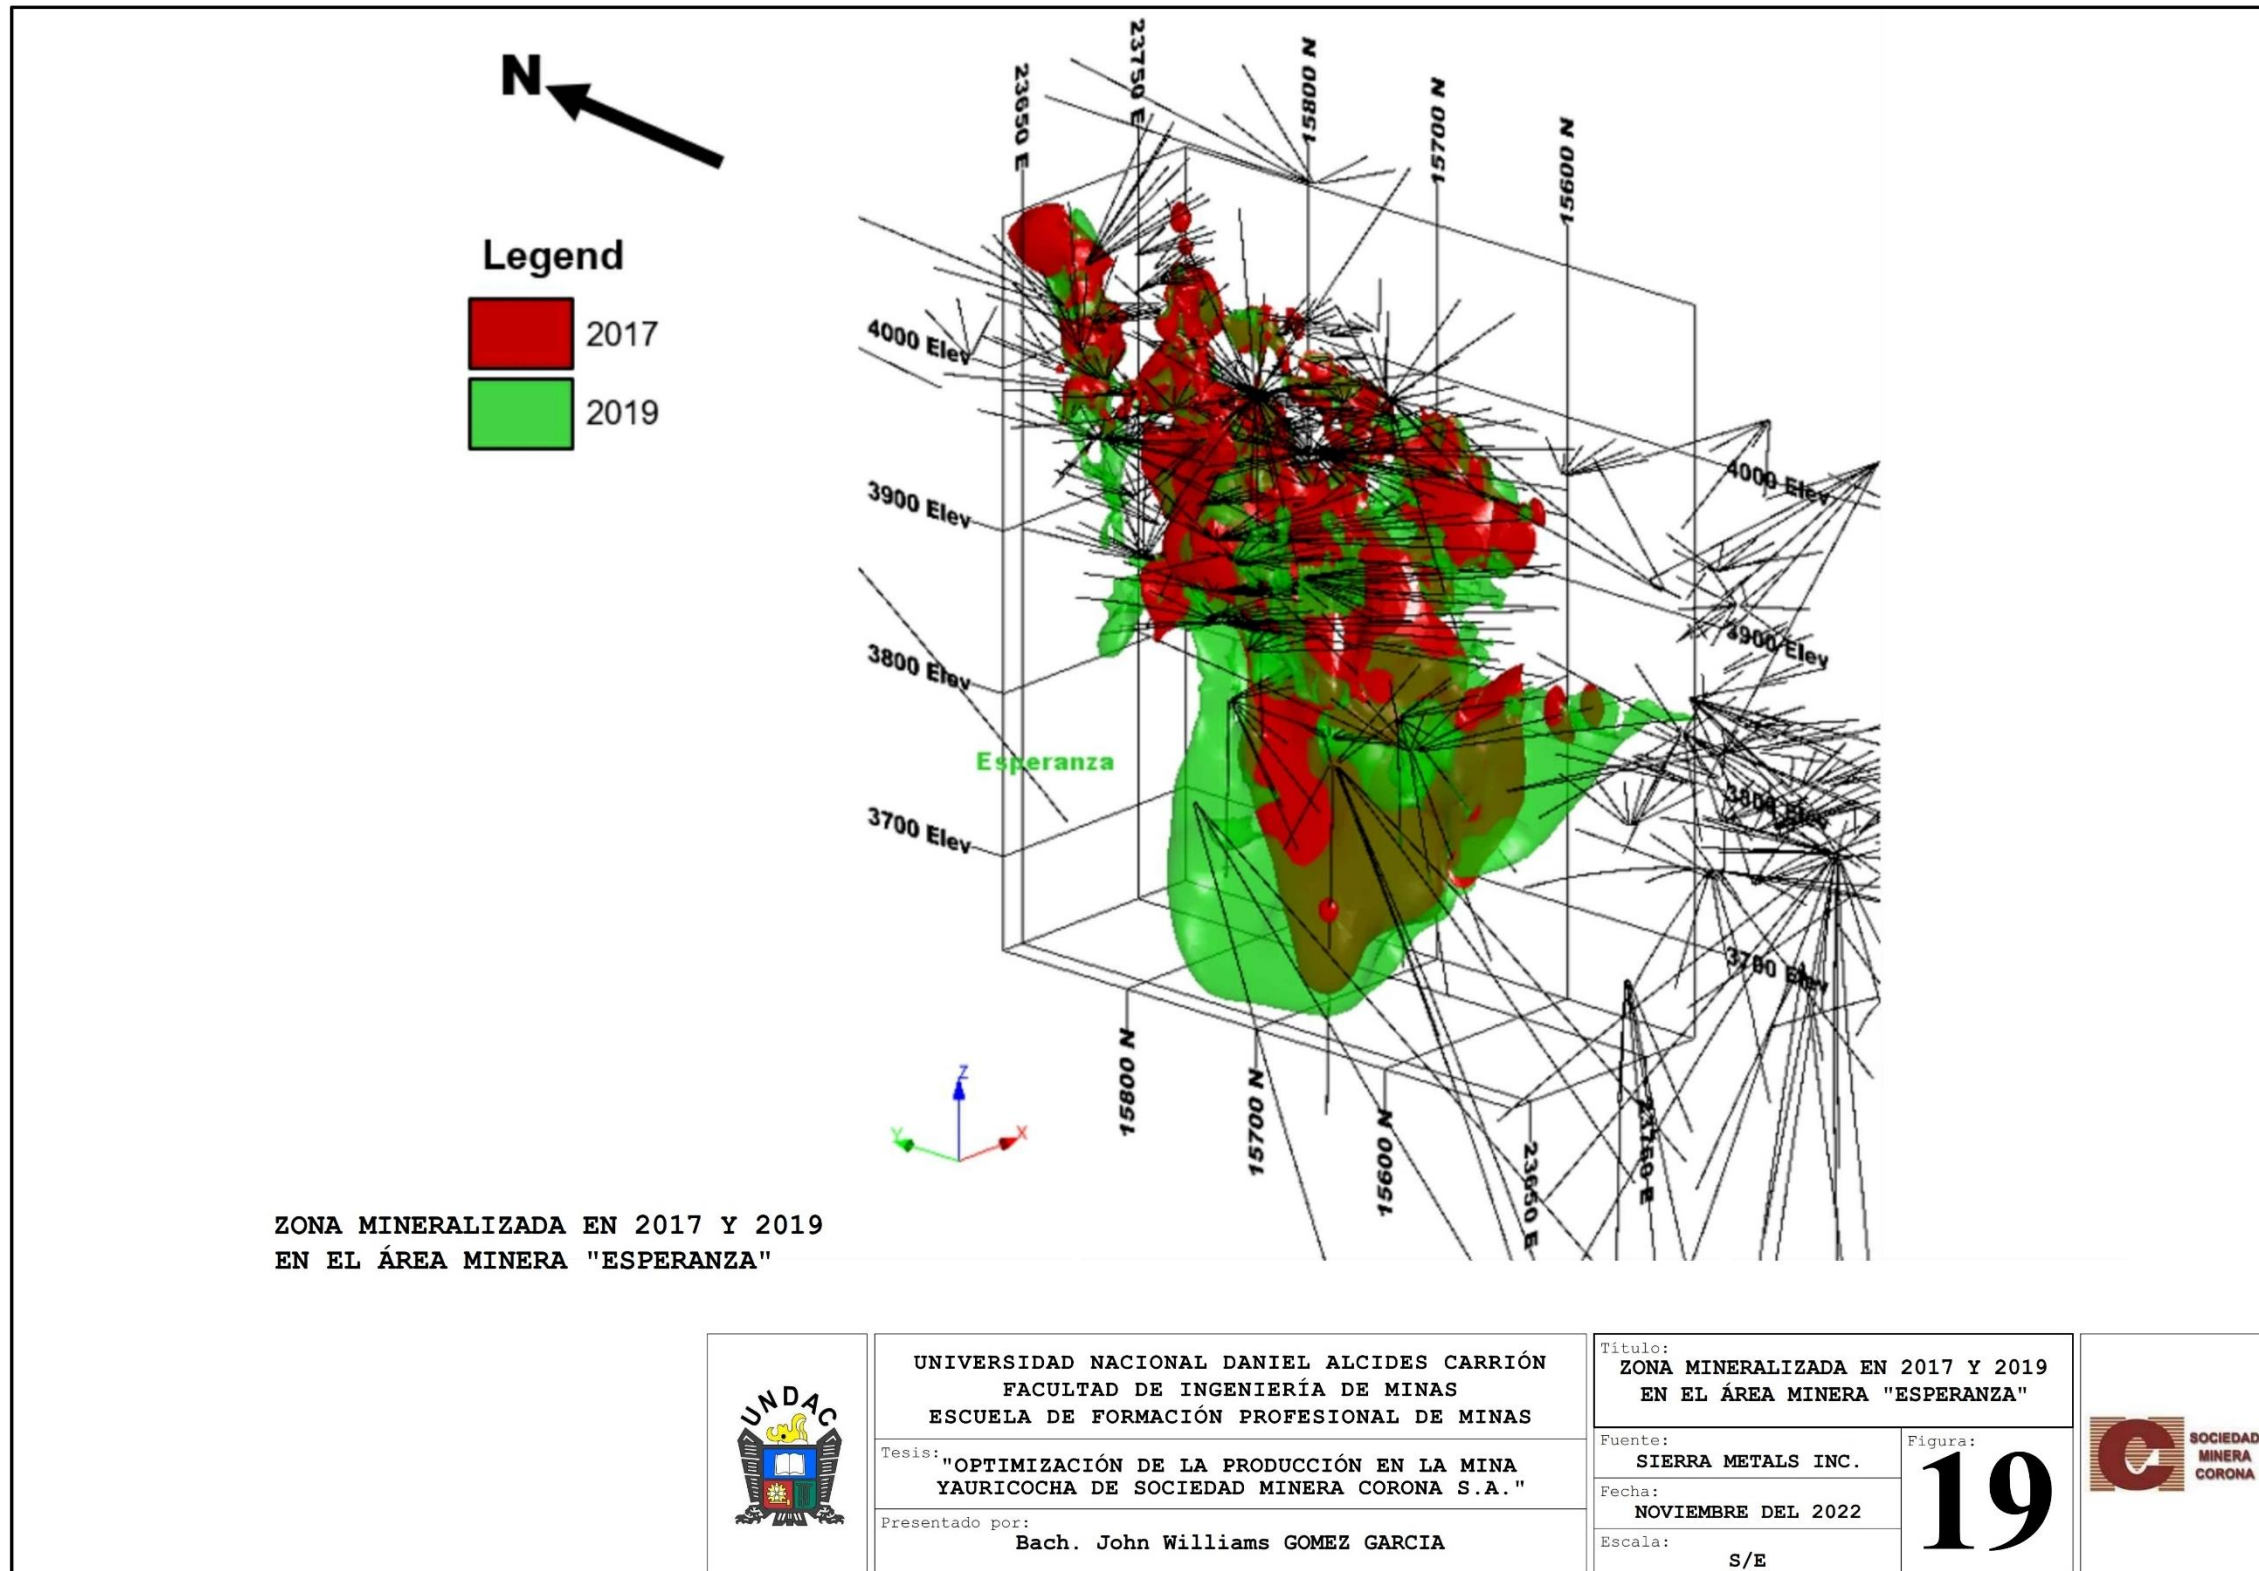 N
Legend
2017
2019
23650 E
23750 E
15800 N
15700 N
15600 N
4000 Elev
3900 Elev
3800 Elev
3700 Elev
4000 Elev
3900 Elev
3800 Elev
3700 Elev
Esperanza
Z
Y
X
15800 N
15700 N
15600 N
23650 E
23750 E
ZONA MINERALIZADA EN 2017 Y 2019
EN EL ÁREA MINERA "ESPERANZA"
UNDAC
UNIVERSIDAD NACIONAL DANIEL ALCIDES CARRIÓN
FACULTAD DE INGENIERÍA DE MINAS
ESCUELA DE FORMACIÓN PROFESIONAL DE MINAS
Tesis: "OPTIMIZACIÓN DE LA PRODUCCIÓN EN LA MINA
YAURICOCHA DE SOCIEDAD MINERA CORONA S.A."
Presentado por:
Bach. John Williams GOMEZ GARCIA
Título:
ZONA MINERALIZADA EN 2017 Y 2019
EN EL ÁREA MINERA "ESPERANZA"
Fuente:
SIERRA METALS INC.
Fecha:
NOVIEMBRE DEL 2022
Escala:
S/E
Figura:
19
SOCIEDAD
MINERA
CORONA